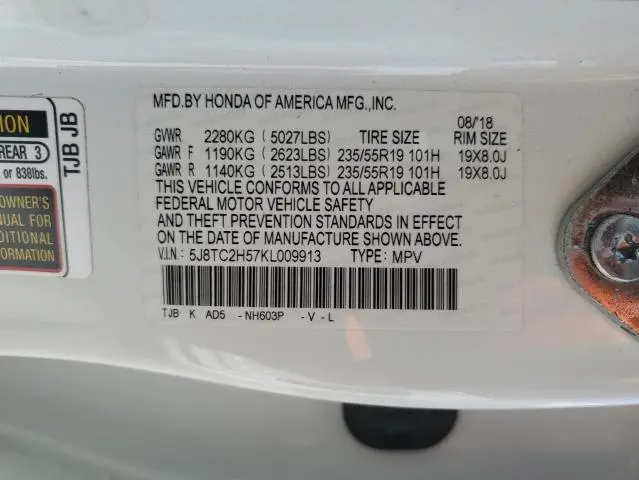 ION
REAR 3
or 838lbs.
OWNER'S
ANUAL FOR
DITIONAL
FORMATION
TJB JB
MFD.BY HONDA OF AMERICA MFG.,INC.
08/'18
GVWR 2280KG (5027LBS) TIRE SIZE RIM SIZE
GAWR F 1190KG (2623LBS) 235/55R19 101H 19X8.0J
GAWR R 1140KG (2513LBS) 235/55R19 101H 19X8.0J
THIS VEHICLE CONFORMS TO ALL APPLICABLE
FEDERAL MOTOR VEHICLE SAFETY
AND THEFT PREVENTION STANDARDS IN EFFECT
ON THE DATE OF MANUFACTURE SHOWN ABOVE.
V.I.N.: 5J8TC2H57KL009913 TYPE: MPV
TJB K AD5 -NH603P -V-L